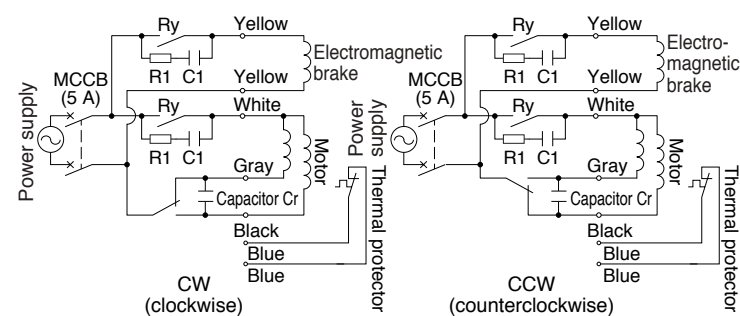 Ry
Yellow
Electromagnetic
brake
R1 C1
MCCB
(5 A)
Yellow
Ry
White
Power supply
R1 C1
Motor
Gray
Capacitor Cr
Thermal protector
Black
Blue
Blue
CW
(clockwise)
Ry
Yellow
Electro-
magnetic
brake
R1 C1
MCCB
(5 A)
Yellow
Ry
White
Power
supply
R1 C1
Motor
Gray
Capacitor Cr
Thermal protector
Black
Blue
Blue
CCW
(counterclockwise)